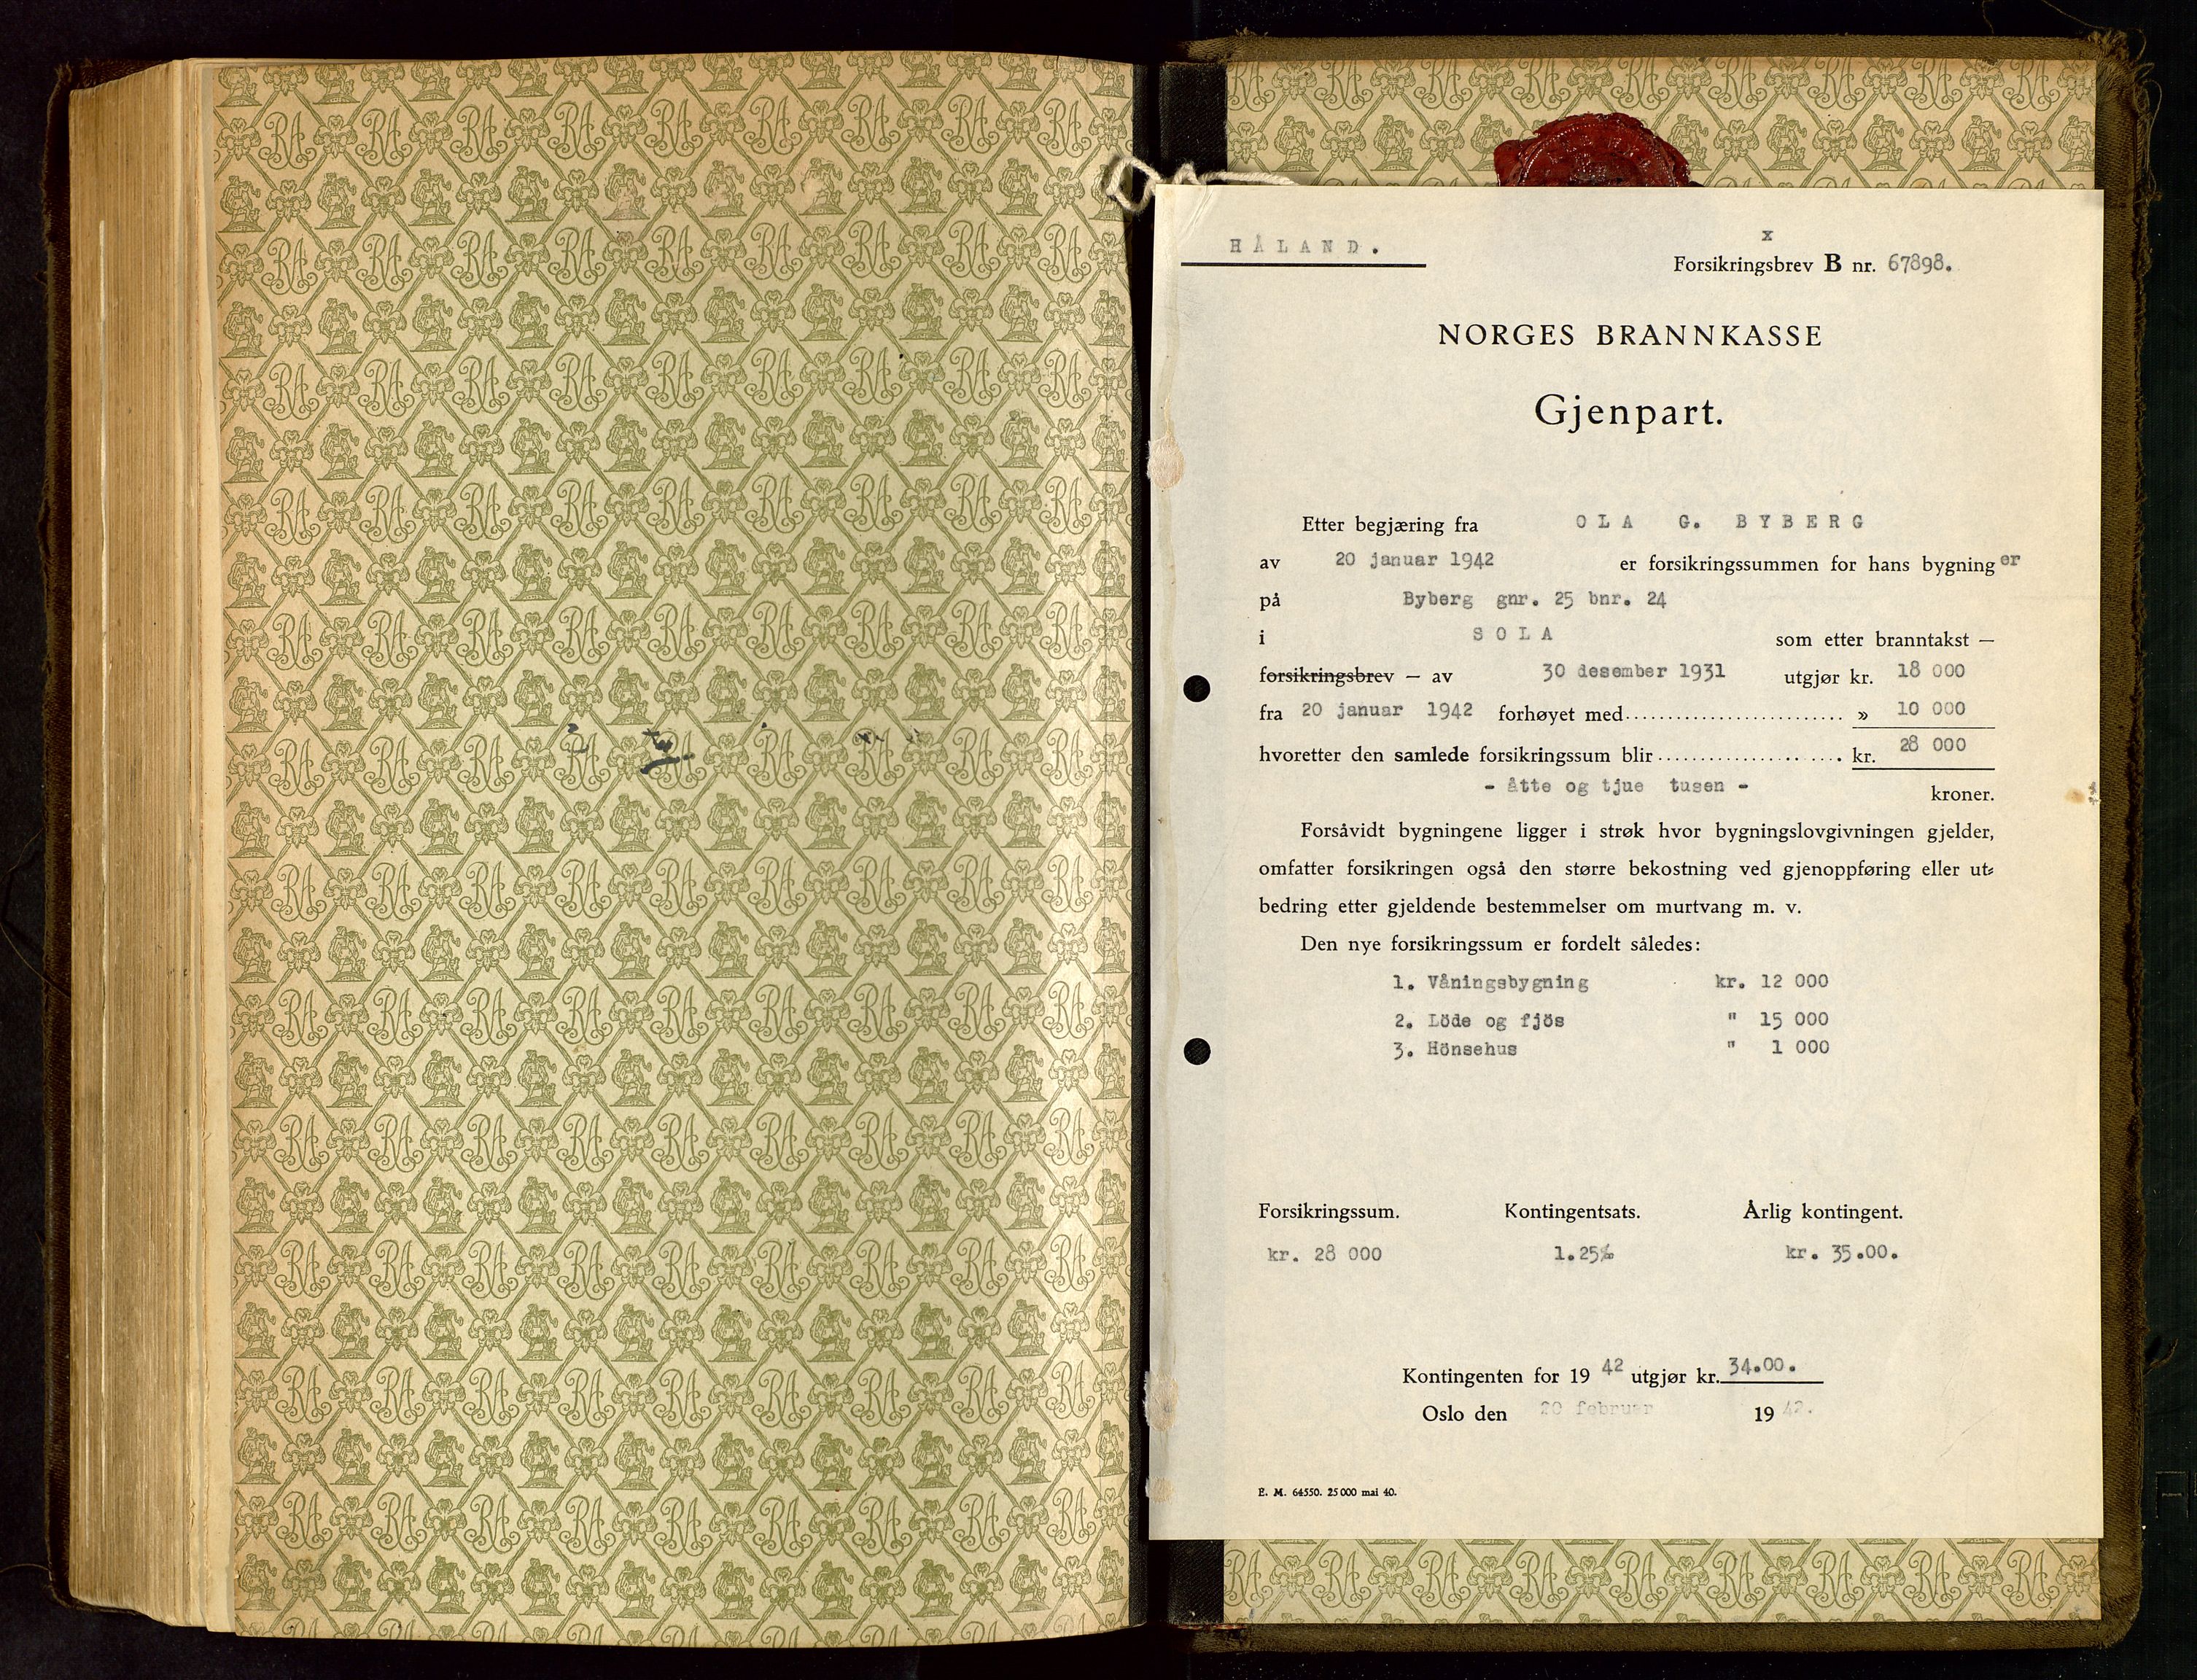 HÅLAND.
x
Forsikringsbrev B nr. 67898.
NORGES BRANNKASSE
Gjenpart.
Etter begjæring fra OLA G. BYBERG
av 20 januar 1942 er forsikringssummen for hans bygning er
på Byberg gnr. 25 bnr. 24
i SOLA som etter branntakst —
forsikringsbrev — av 30 desember 1931 utgjør kr. 18 000
fra 20 januar 1942 forhøyet med.......................... » 10 000
hvoretter den samlede forsikringssum blir...................... kr. 28 000
- åtte og tjue tusen - kroner.
Forsåvidt bygningene ligger i strøk hvor bygningslovgivningen gjelder,
omfatter forsikringen også den større bekostning ved gjenoppføring eller ut-
bedring etter gjeldende bestemmelser om murtvang m. v.
Den nye forsikringssum er fordelt således:
1. Våningsbygning kr. 12 000
2. Löde og fjös " 15 000
3. Hönsehus " 1 000
Forsikringssum. Kontingentsats. Årlig kontingent.
kr. 28 000 1.25‰ kr. 35.00.
Kontingenten for 19 42 utgjør kr. 34.00.
Oslo den 20 februar 19 42.
E. M. 64550. 25 000 mai 40.